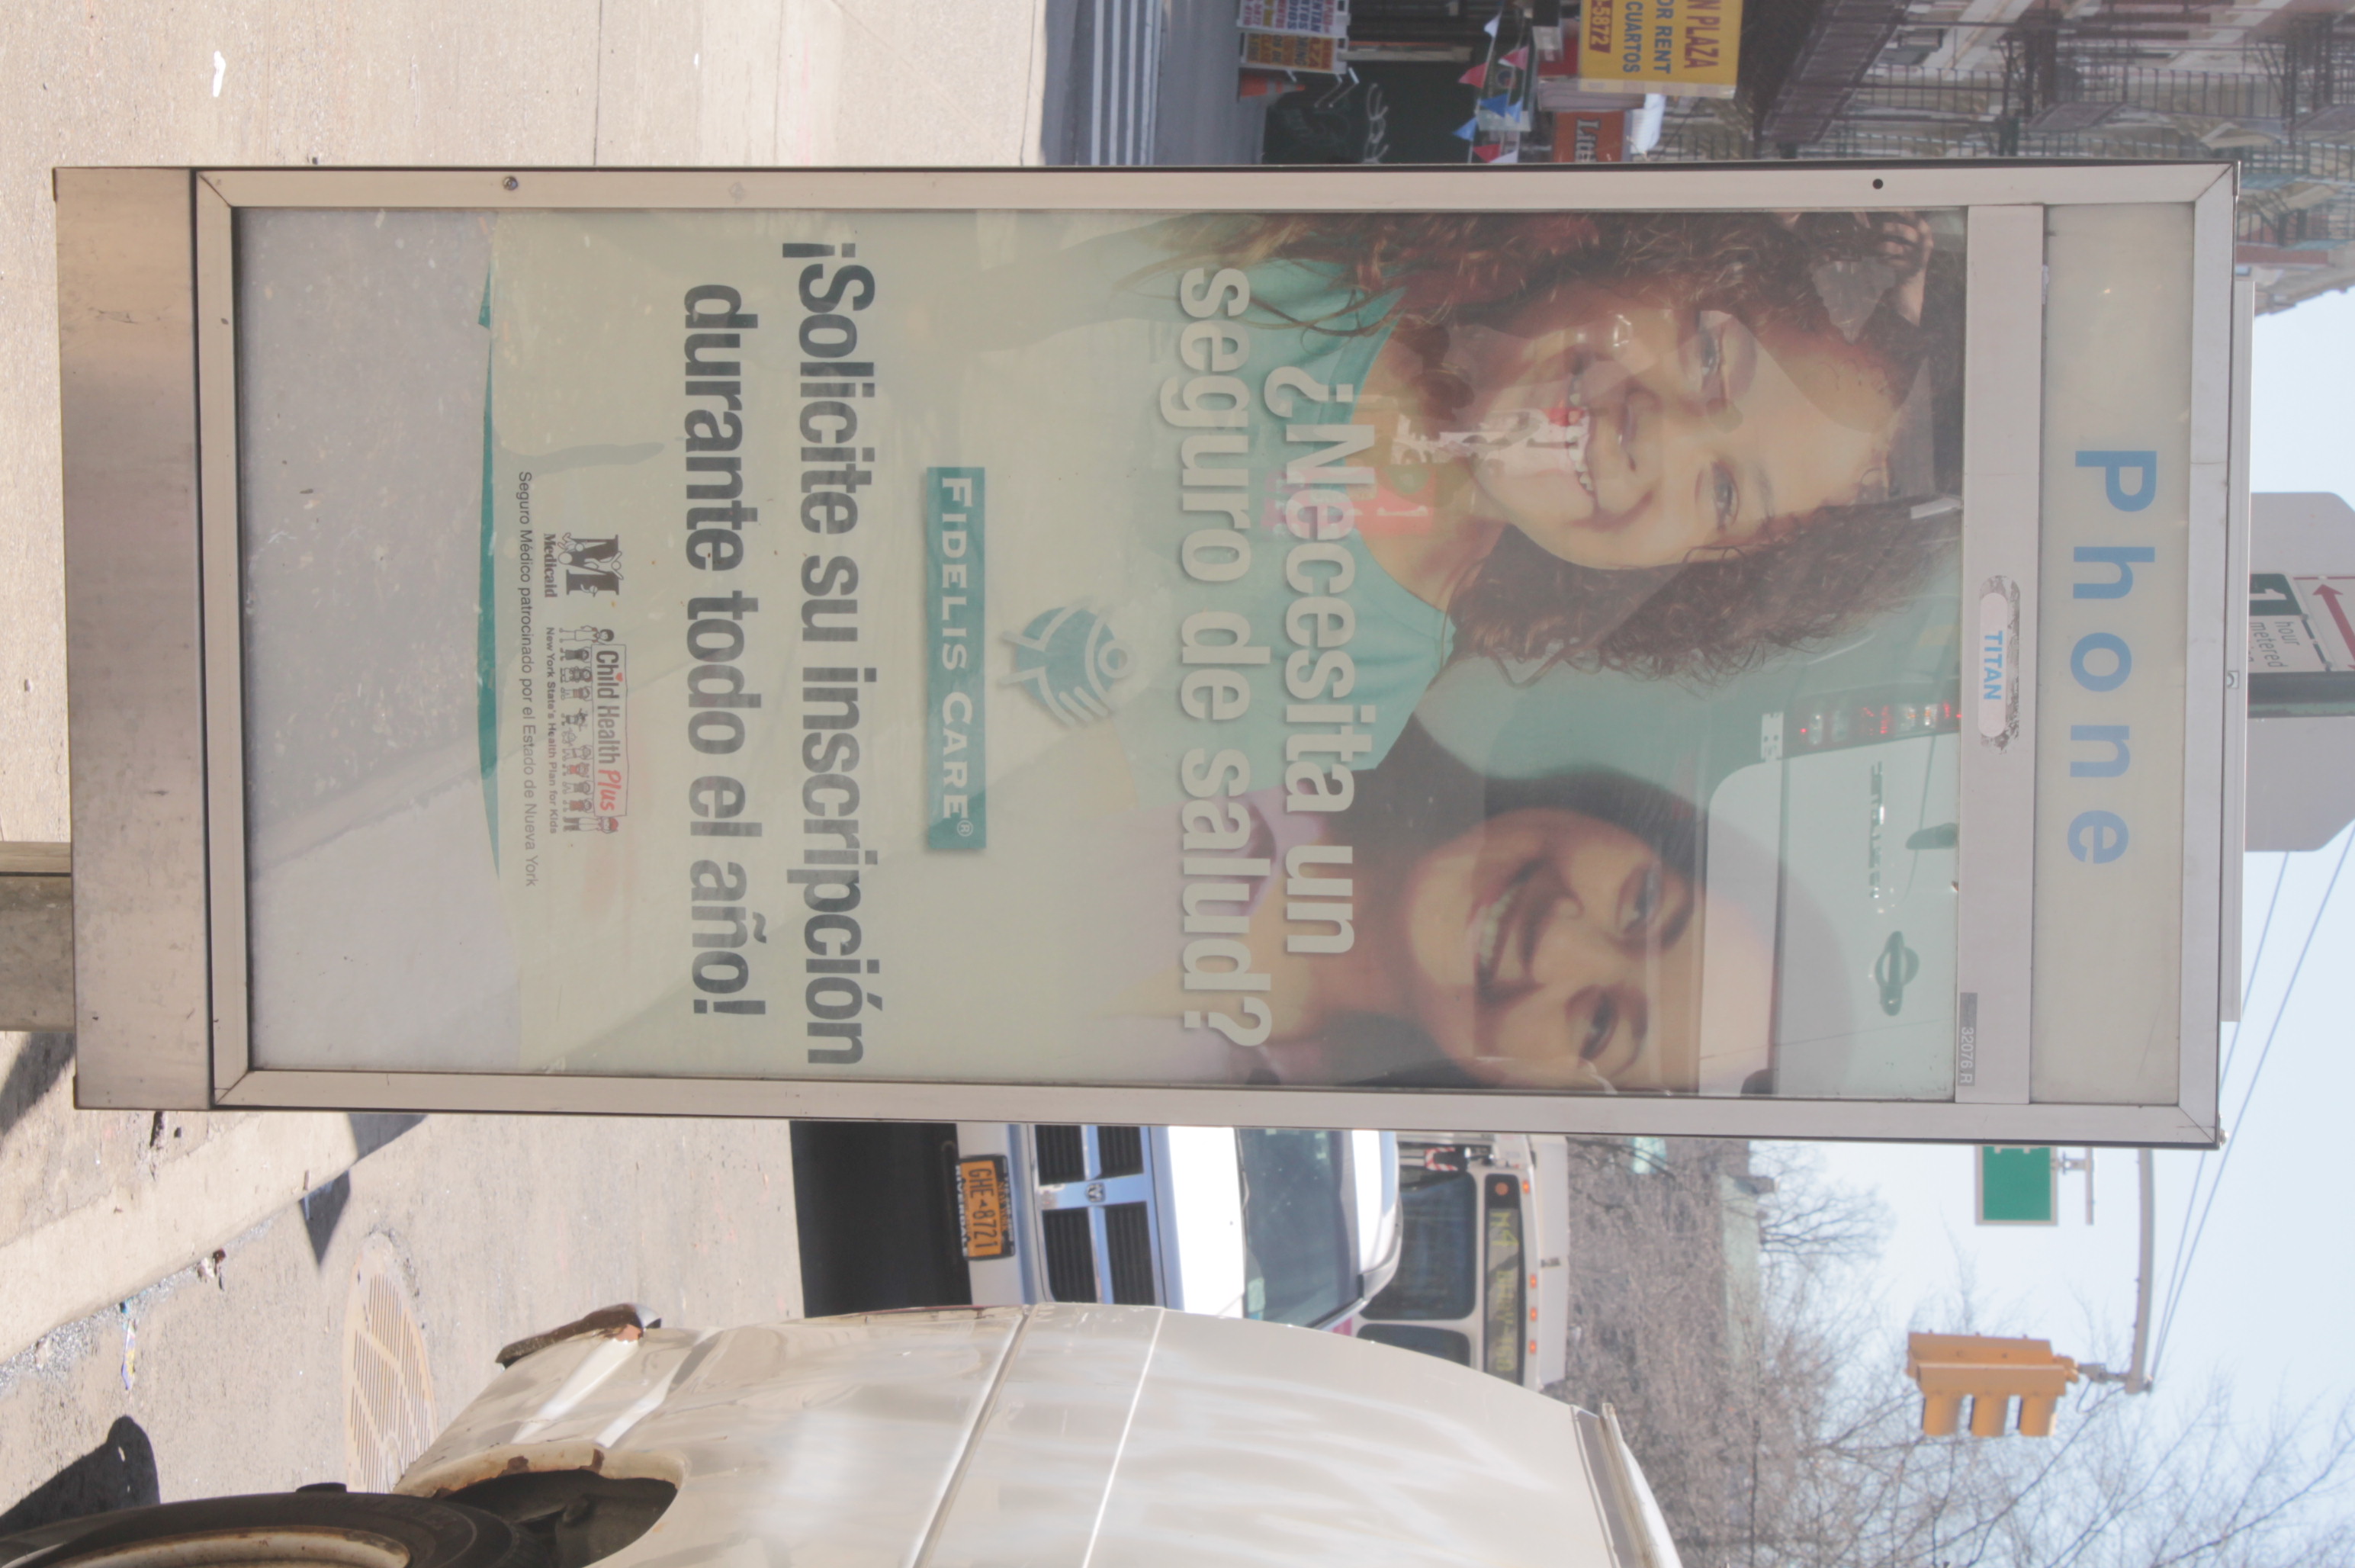 1 hour
metered
Phone
TITAN
32076 R
¿Necesita un
seguro de salud?
FIDELIS CARE®
¡Solicite su inscripción
durante todo el año!
Medicaid
Child Health Plus
New York State's Health Plan for Kids
Seguro Médico patrocinado por el Estado de Nueva York
PLAZA
RENT
CUARTOS
-5872
M4
GHE 8721
RIVERDALE